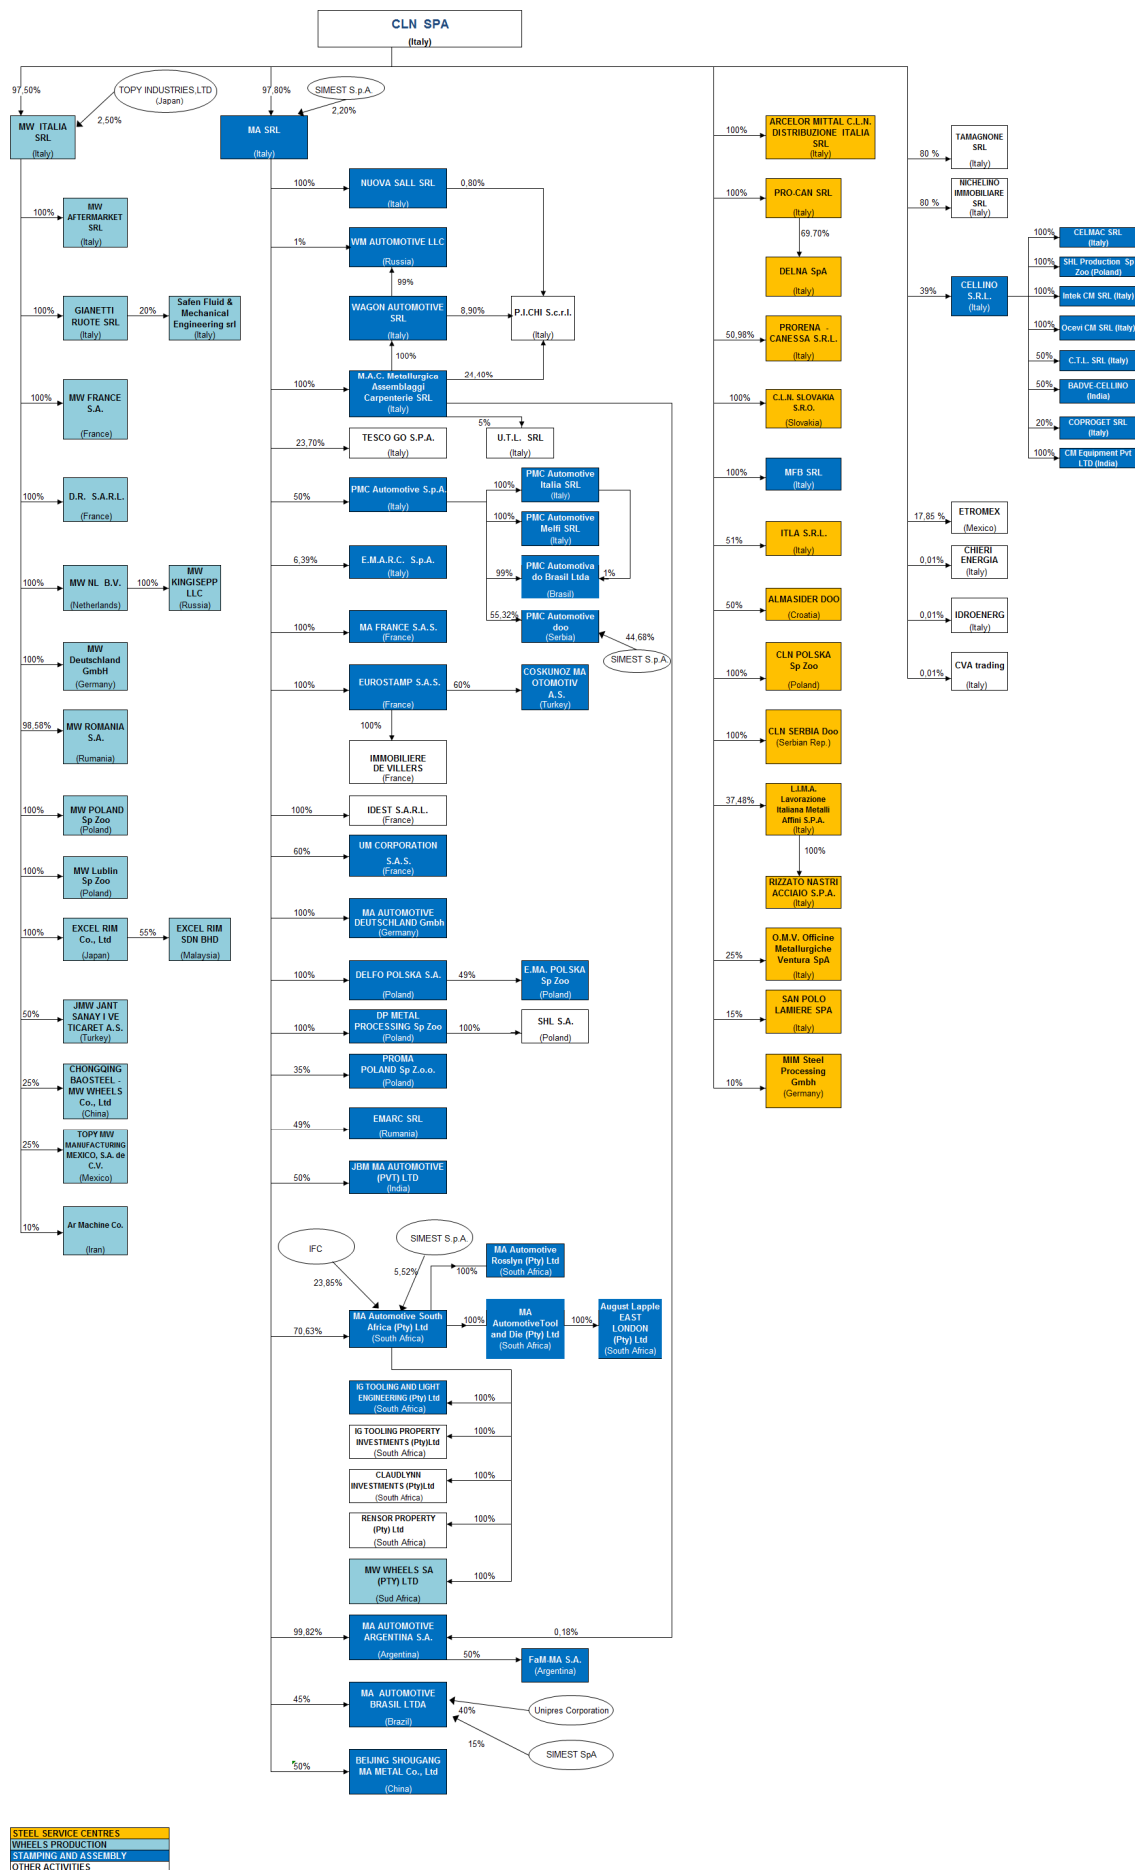 CLN SPA
(Italy)
97,50%
TOPY INDUSTRIES,LTD
(Japan)
2,50%
MW ITALIA
SRL
(Italy)
100%
MW
AFTERMARKET
SRL
(Italy)
100%
GIANETTI
RUOTE SRL
(Italy)
20%
Safen Fluid &
Mechanical
Engineering srl
(Italy)
100%
MW FRANCE
S.A.
(France)
100%
D.R. S.A.R.L.
(France)
100%
MW NL B.V.
(Netherlands)
100%
MW
KINGISEPP
LLC
(Russia)
100%
MW
Deutschland
GmbH
(Germany)
98,58%
MW ROMANIA
S.A.
(Rumania)
100%
MW POLAND
Sp Zoo
(Poland)
100%
MW Lublin
Sp Zoo
(Poland)
100%
EXCEL RIM
Co., Ltd
(Japan)
55%
EXCEL RIM
SDN BHD
(Malaysia)
50%
JMW JANT
SANAY I VE
TICARET A.S.
(Turkey)
25%
CHONGQING
BAOSTEEL -
MW WHEELS
Co., Ltd
(China)
25%
TOPY MW
MANUFACTURING
MEXICO, S.A. de
C.V.
(Mexico)
10%
Ar Machine Co.
(Iran)
97,80%
SIMEST S.p.A.
2,20%
MA SRL
(Italy)
100%
NUOVA SALL SRL
(Italy)
0,80%
1%
WM AUTOMOTIVE LLC
(Russia)
99%
WAGON AUTOMOTIVE
SRL
(Italy)
8,90%
P.I.CHI S.c.r.l.
(Italy)
100%
100%
M.A.C. Metallurgica
Assemblaggi
Carpenterie SRL
(Italy)
24,40%
5%
23,70%
TESCO GO S.P.A.
(Italy)
U.T.L. SRL
(Italy)
50%
PMC Automotive S.p.A.
(Italy)
100%
PMC Automotive
Italia SRL
(Italy)
100%
PMC Automotive
Melfi SRL
(Italy)
99%
PMC Automotiva
do Brasil Ltda
(Brasil)
1%
55,32%
PMC Automotive
doo
(Serbia)
44,68%
SIMEST S.p.A.
6,39%
E.M.A.R.C. S.p.A.
(Italy)
100%
MA FRANCE S.A.S.
(France)
100%
EUROSTAMP S.A.S.
(France)
60%
COSKUNOZ MA
OTOMOTIV
A.S.
(Turkey)
100%
IMMOBILIERE
DE VILLERS
(France)
100%
IDEST S.A.R.L.
(France)
60%
UM CORPORATION
S.A.S.
(France)
100%
MA AUTOMOTIVE
DEUTSCHLAND Gmbh
(Germany)
100%
DELFO POLSKA S.A.
(Poland)
49%
E.MA. POLSKA
Sp Zoo
(Poland)
100%
DP METAL
PROCESSING Sp Zoo
(Poland)
100%
SHL S.A.
(Poland)
35%
PROMA
POLAND Sp Z.o.o.
(Poland)
49%
EMARC SRL
(Rumania)
50%
JBM MA AUTOMOTIVE
(PVT) LTD
(India)
IFC
23,85%
SIMEST S.p.A.
5,52%
100%
MA Automotive
Rosslyn (Pty) Ltd
(South Africa)
70,63%
MA Automotive South
Africa (Pty) Ltd
(South Africa)
100%
MA
AutomotiveTool
and Die (Pty) Ltd
(South Africa)
100%
August Lapple
EAST
LONDON
(Pty) Ltd
(South Africa)
IG TOOLING AND LIGHT
ENGINEERING (Pty) Ltd
(South Africa)
100%
IG TOOLING PROPERTY
INVESTMENTS (Pty)Ltd
(South Africa)
100%
CLAUDLYNN
INVESTMENTS (Pty)Ltd
(South Africa)
100%
RENSOR PROPERTY
(Pty) Ltd
(South Africa)
100%
MW WHEELS SA
(PTY) LTD
(Sud Africa)
100%
99,82%
MA AUTOMOTIVE
ARGENTINA S.A.
(Argentina)
0,18%
50%
FaM-MA S.A.
(Argentina)
45%
MA AUTOMOTIVE
BRASIL LTDA
(Brazil)
40%
Unipres Corporation
15%
SIMEST SpA
50%
BEIJING SHOUGANG
MA METAL Co., Ltd
(China)
100%
ARCELOR MITTAL C.L.N.
DISTRIBUZIONE ITALIA
SRL
(Italy)
100%
PRO-CAN SRL
(Italy)
69,70%
DELNA SpA
(Italy)
50,98%
PRORENA -
CANESSA S.R.L.
(Italy)
100%
C.L.N. SLOVAKIA
S.R.O.
(Slovakia)
100%
MFB SRL
(Italy)
51%
ITLA S.R.L.
(Italy)
50%
ALMASIDER DOO
(Croatia)
100%
CLN POLSKA
Sp Zoo
(Poland)
100%
CLN SERBIA Doo
(Serbian Rep.)
37,48%
L.I.M.A.
Lavorazione
Italiana Metalli
Affini S.P.A.
(Italy)
100%
RIZZATO NASTRI
ACCIAIO S.P.A.
(Italy)
25%
O.M.V. Officine
Metallurgiche
Ventura SpA
(Italy)
15%
SAN POLO
LAMIERE SPA
(Italy)
10%
MIM Steel
Processing
Gmbh
(Germany)
80 %
TAMAGNONE
SRL
(Italy)
80 %
NICHELINO
IMMOBILIARE
SRL
(Italy)
39%
CELLINO
S.R.L.
(Italy)
100%
CELMAC SRL
(Italy)
100%
SHL Production Sp
Zoo (Poland)
100%
Intek CM SRL (Italy)
100%
Ocevi CM SRL (Italy)
50%
C.T.L. SRL (Italy)
50%
BADVE-CELLINO
(India)
20%
COPROGET SRL
(Italy)
100%
CM Equipment Pvt
LTD (India)
17,85 %
ETROMEX
(Mexico)
0,01%
CHIERI
ENERGIA
(Italy)
0,01%
IDROENERG
(Italy)
0,01%
CVA trading
(Italy)
STEEL SERVICE CENTRES
WHEELS PRODUCTION
STAMPING AND ASSEMBLY
OTHER ACTIVITIES